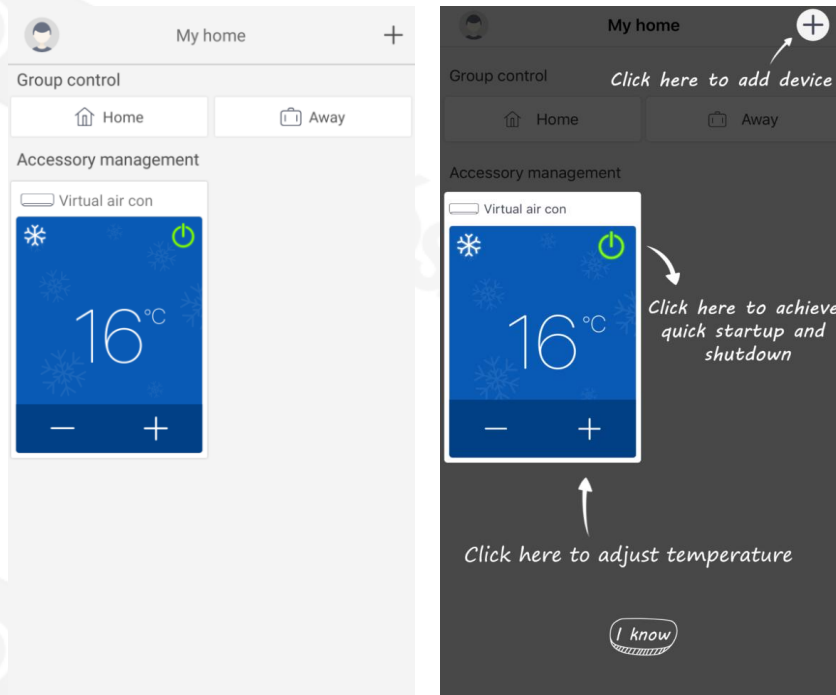 My home
Group control
Home
Away
Accessory management
Virtual air con
16°C
My home
Click here to add device
Group control
Home
Away
Accessory management
Virtual air con
16°C
Click here to achieve
quick startup and
shutdown
Click here to adjust temperature
I know